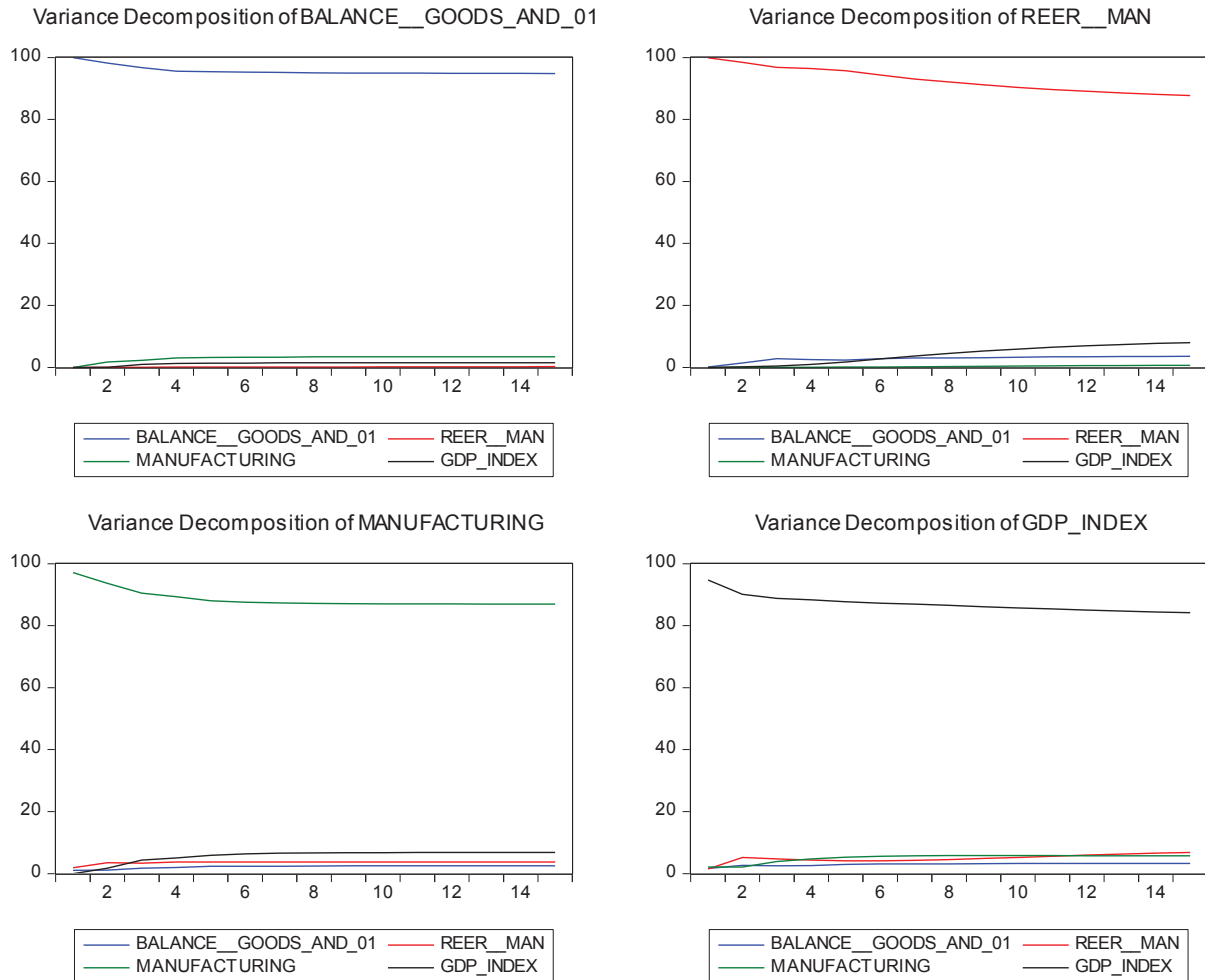 Variance Decomposition of BALANCE__GOODS_AND_01
100
80
60
40
20
0
2 4 6 8 10 12 14
BALANCE__GOODS_AND_01 REER__MAN
MANUFACTURING GDP_INDEX
Variance Decomposition of REER__MAN
100
80
60
40
20
0
2 4 6 8 10 12 14
BALANCE__GOODS_AND_01 REER__MAN
MANUFACTURING GDP_INDEX
Variance Decomposition of MANUFACTURING
100
80
60
40
20
0
2 4 6 8 10 12 14
BALANCE__GOODS_AND_01 REER__MAN
MANUFACTURING GDP_INDEX
Variance Decomposition of GDP_INDEX
100
80
60
40
20
0
2 4 6 8 10 12 14
BALANCE__GOODS_AND_01 REER__MAN
MANUFACTURING GDP_INDEX